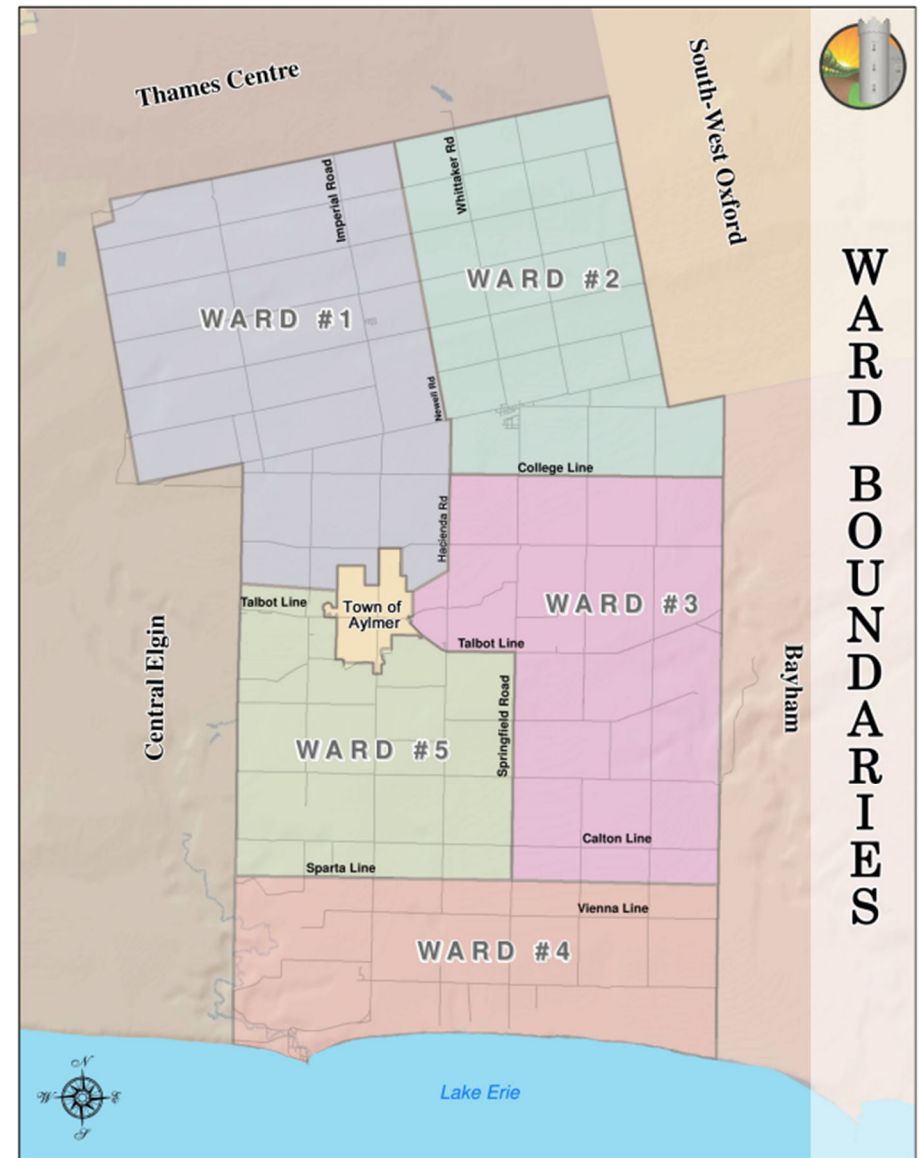 Thames Centre
South-West Oxford
Imperial Road
Whittaker Rd
WARD #2
WARD #1
Newell Rd
College Line
Hacienda Rd
Talbot Line
Town of
Aylmer
WARD #3
Talbot Line
Central Elgin
Bayham
Springfield Road
WARD #5
Calton Line
Sparta Line
Vienna Line
WARD #4
Lake Erie
N
W
E
S
WARD BOUNDARIES